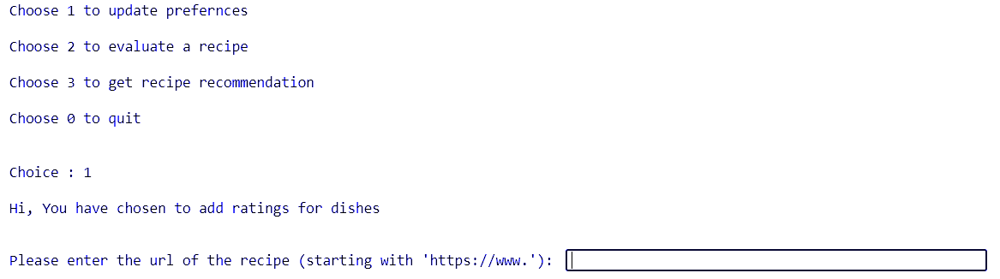 Choose 1 to update prefernces
Choose 2 to evaluate a recipe
Choose 3 to get recipe recommendation
Choose 0 to quit
Choice : 1
Hi, You have chosen to add ratings for dishes
Please enter the url of the recipe (starting with 'https://www.'):